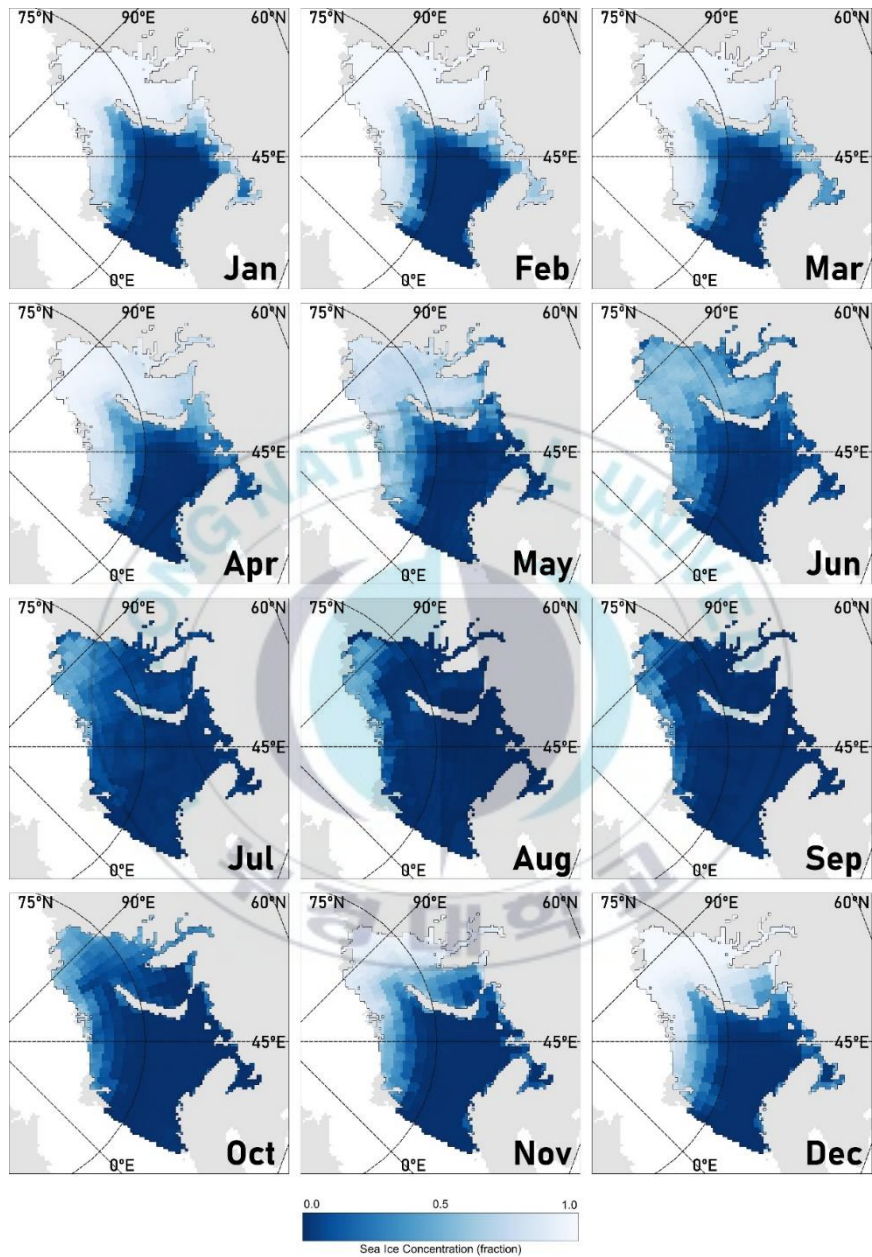 75°N 90°E 60°N 75°N 90°E 60°N 75°N 90°E 60°N
45°E 45°E 45°E
0°E Jan 0°E Feb 0°E Mar
75°N 90°E 60°N 75°N 90°E 60°N 75°N 90°E 60°N
45°E 45°E 45°E
0°E Apr 0°E May 0°E Jun
75°N 90°E 60°N 75°N 90°E 60°N 75°N 90°E 60°N
45°E 45°E 45°E
0°E Jul 0°E Aug 0°E Sep
75°N 90°E 60°N 75°N 90°E 60°N 75°N 90°E 60°N
45°E 45°E 45°E
0°E Oct 0°E Nov 0°E Dec
0.0 0.5 1.0
Sea Ice Concentration (fraction)